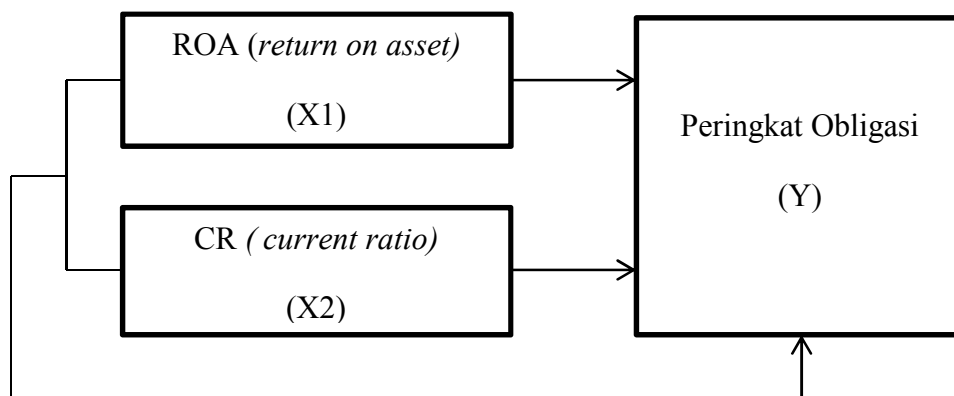 ROA (return on asset)
(X1)
CR ( current ratio)
(X2)
Peringkat Obligasi
(Y)